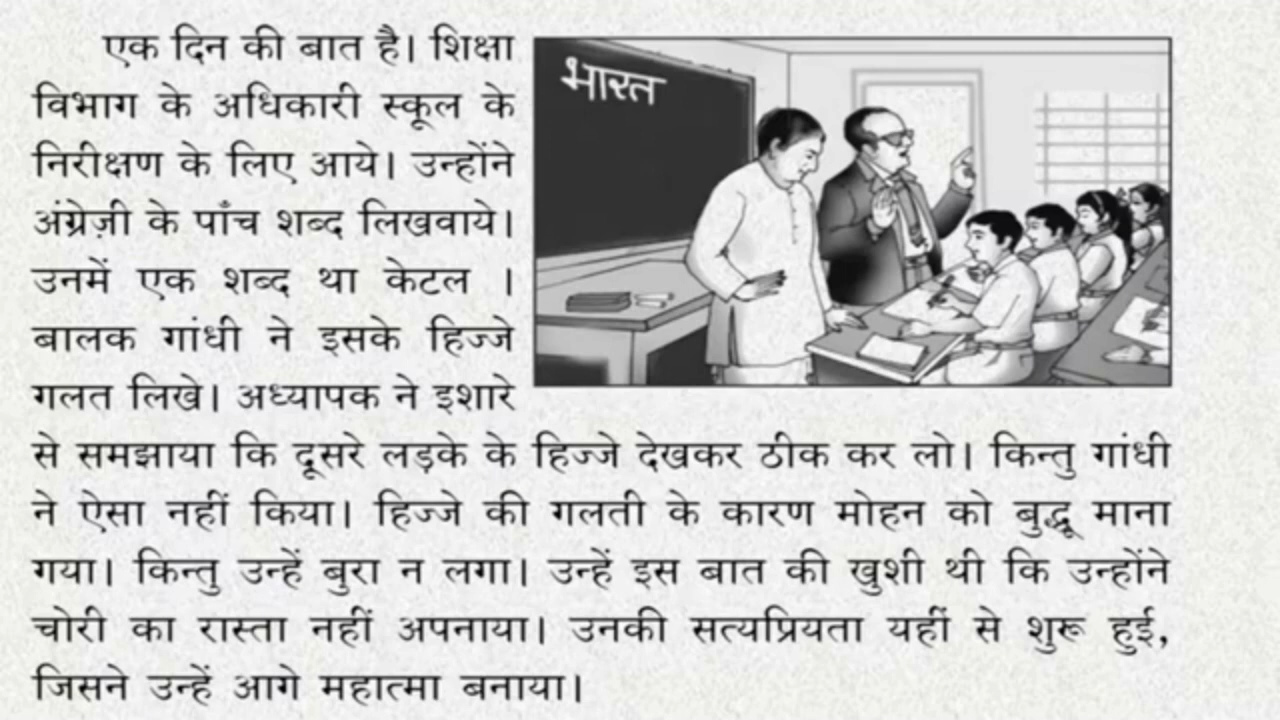 एक दिन की बात है। शिक्षा
विभाग के अधिकारी स्कूल के
निरीक्षण के लिए आये। उन्होंने
अंग्रेज़ी के पाँच शब्द लिखवाये।
उनमें एक शब्द था केटल ।
बालक गांधी ने इसके हिज्जे
गलत लिखे। अध्यापक ने इशारे
से समझाया कि दूसरे लड़के के हिज्जे देखकर ठीक कर लो। किन्तु गांधी
ने ऐसा नहीं किया। हिज्जे की गलती के कारण मोहन को बुद्धू माना
गया। किन्तु उन्हें बुरा न लगा। उन्हें इस बात की खुशी थी कि उन्होंने
चोरी का रास्ता नहीं अपनाया। उनकी सत्यप्रियता यहीं से शुरू हुई,
जिसने उन्हें आगे महात्मा बनाया।
भारत